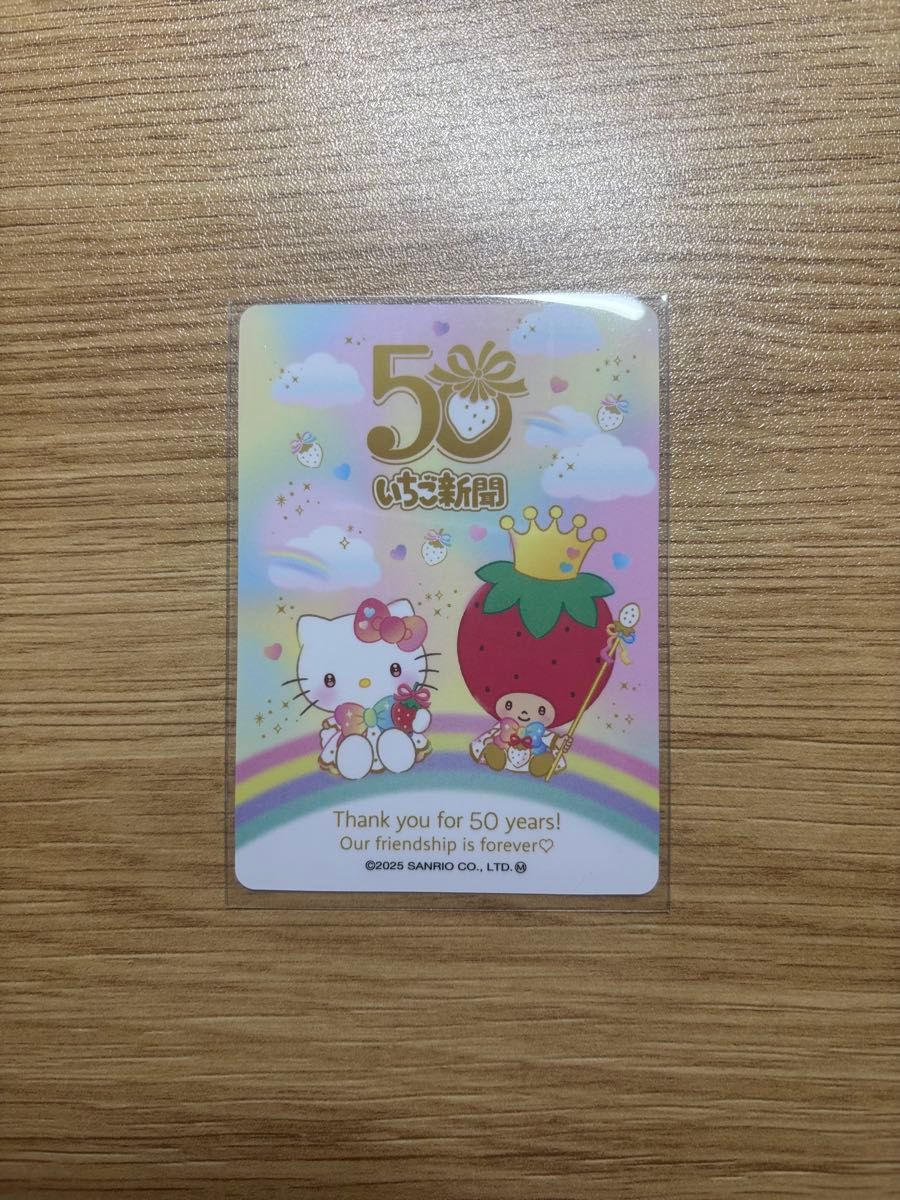 50
いちご新聞
Thank you for 50 years!
Our friendship is forever♡
©2025 SANRIO CO., LTD. Ⓜ